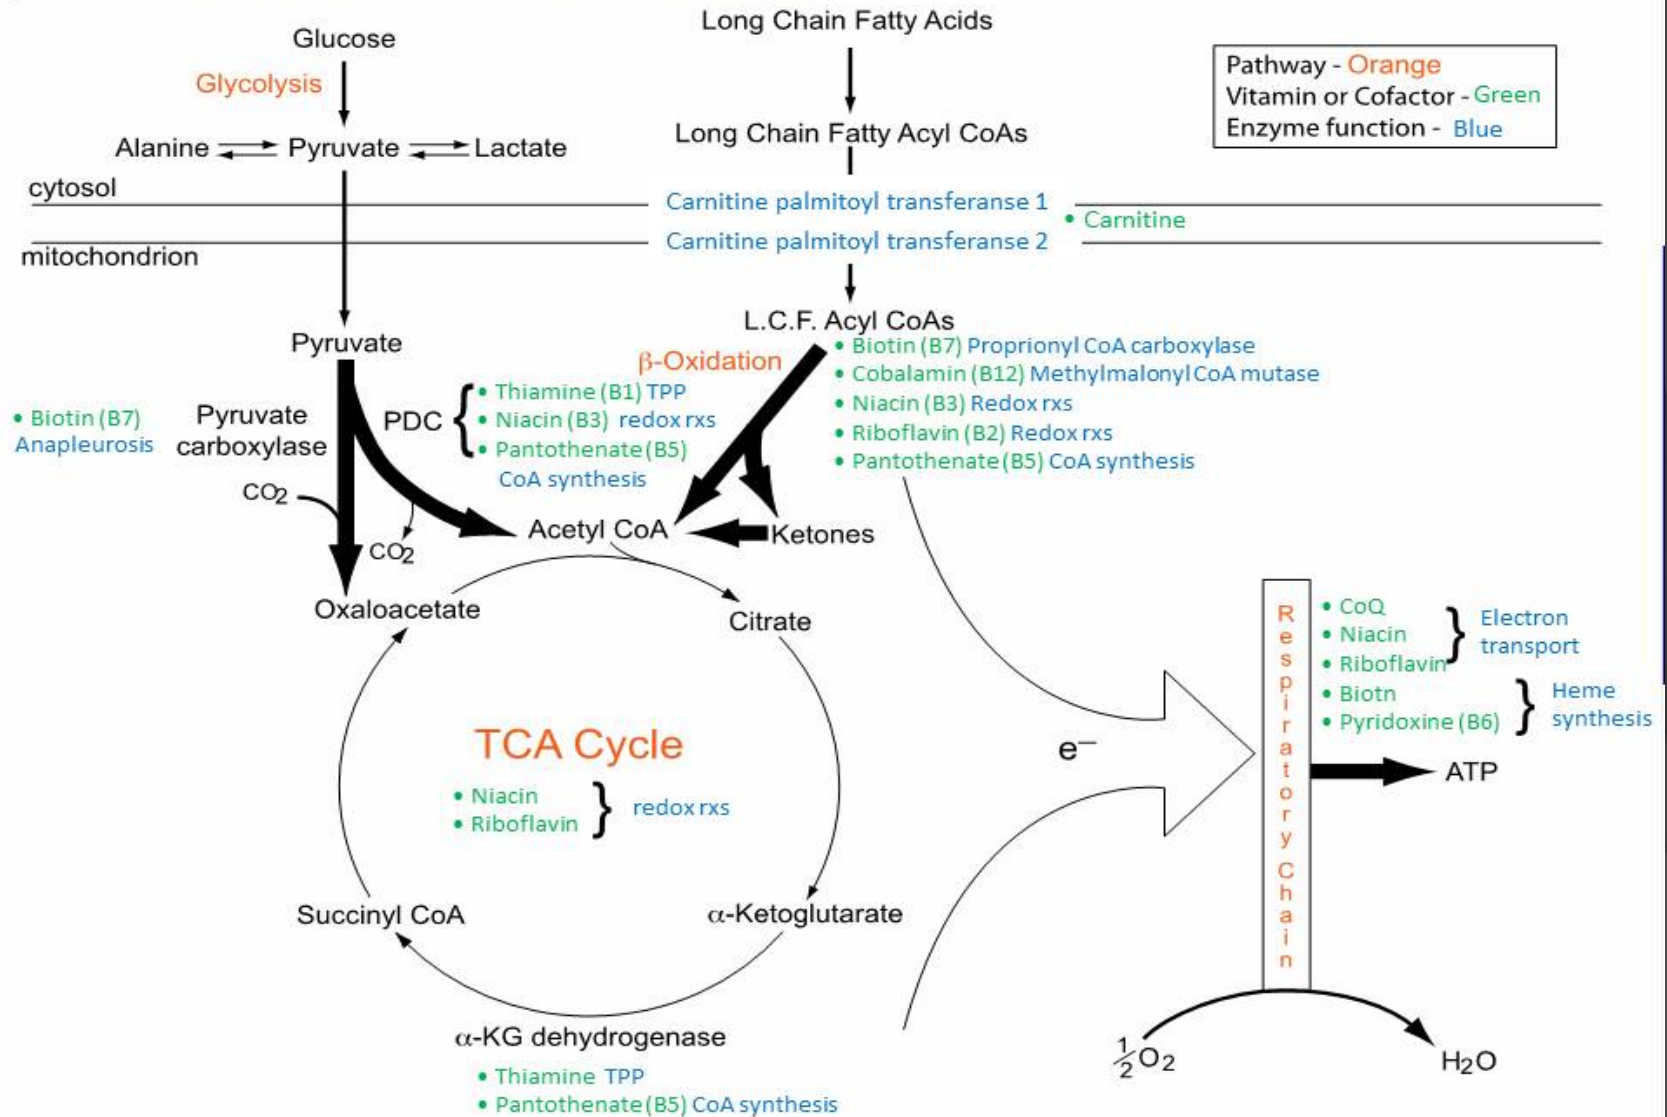 Long Chain Fatty Acids
Glucose
Glycolysis
Pathway - Orange
Vitamin or Cofactor - Green
Enzyme function - Blue
Long Chain Fatty Acyl CoAs
Alanine Pyruvate Lactate
cytosol
Carnitine palmitoyl transferanse 1
• Carnitine
Carnitine palmitoyl transferanse 2
mitochondrion
L.C.F. Acyl CoAs
Pyruvate
β-Oxidation
• Biotin (B7) Proprionyl CoA carboxylase
• Cobalamin (B12) Methylmalonyl CoA mutase
• Niacin (B3) Redox rxs
• Riboflavin (B2) Redox rxs
• Pantothenate (B5) CoA synthesis
PDC {
• Thiamine (B1) TPP
• Niacin (B3) redox rxs
• Pantothenate (B5)
CoA synthesis
• Biotin (B7)
Anapleurosis
Pyruvate
carboxylase
CO2
CO2
Acetyl CoA
Ketones
Oxaloacetate
Citrate
TCA Cycle
• Niacin
• Riboflavin
} redox rxs
Succinyl CoA
α-Ketoglutarate
α-KG dehydrogenase
• Thiamine TPP
• Pantothenate (B5) CoA synthesis
e–
Respiratory Chain
• CoQ
• Niacin
• Riboflavin
} Electron
transport
• Biotn
• Pyridoxine (B6)
} Heme
synthesis
ATP
½O2
H2O